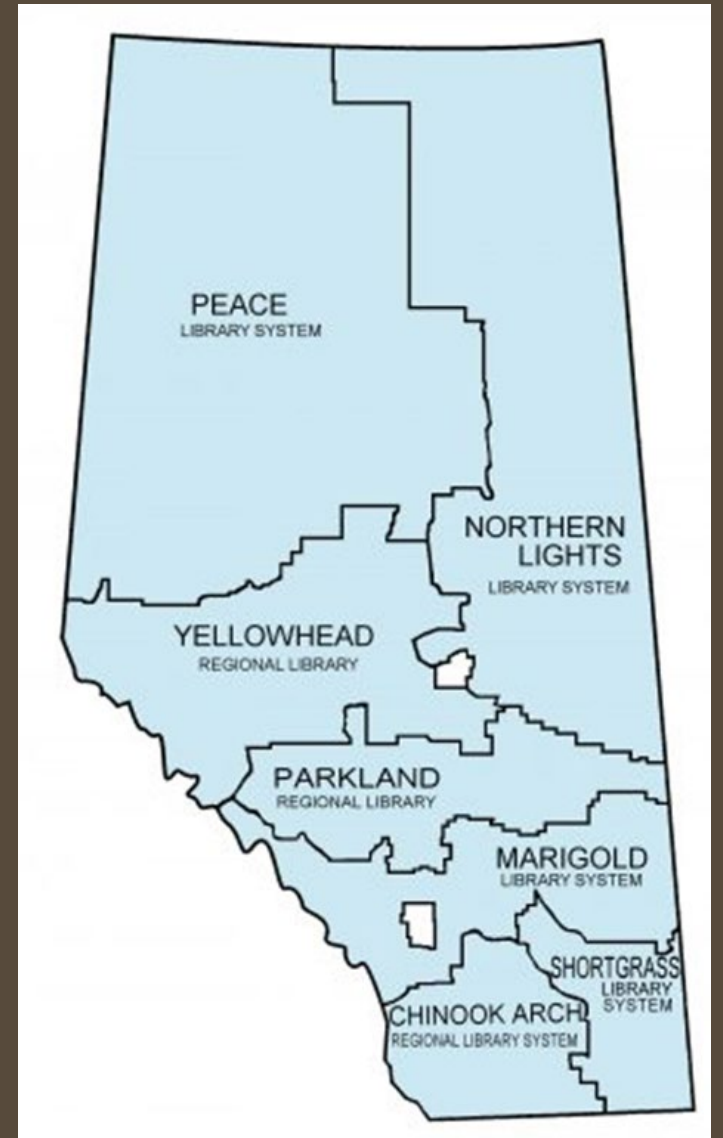 PEACE
LIBRARY SYSTEM
NORTHERN
LIGHTS
LIBRARY SYSTEM
YELLOWHEAD
REGIONAL LIBRARY
PARKLAND
REGIONAL LIBRARY
MARIGOLD
LIBRARY SYSTEM
SHORTGRASS
LIBRARY
SYSTEM
CHINOOK ARCH
REGIONAL LIBRARY SYSTEM